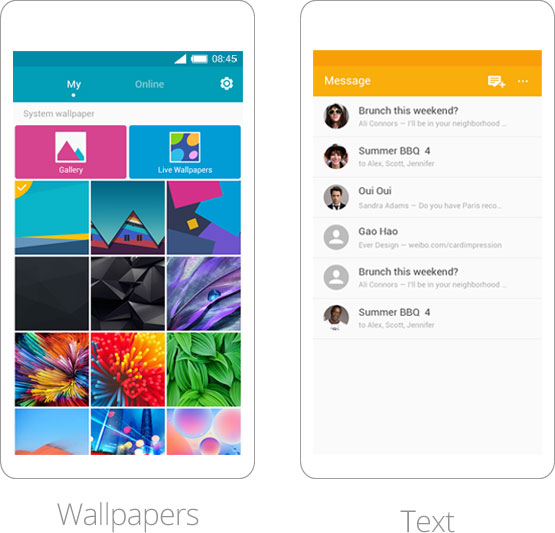 08:45
My
Online
System wallpaper
Gallery
Live Wallpapers
Message
Brunch this weekend?
Ali Connors — I'll be in your neighborhood ...
Summer BBQ 4
to Alex, Scott, Jennifer
Oui Oui
Sandra Adams — Do you have Paris reco...
Gao Hao
Ever Design — weibo.com/cardimpression
Brunch this weekend?
Ali Connors — I'll be in your neighborhood ...
Summer BBQ 4
to Alex, Scott, Jennifer
Wallpapers
Text